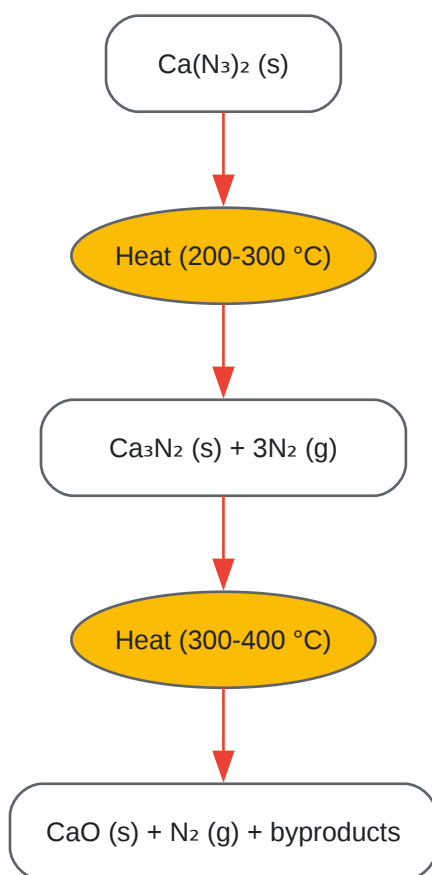 Ca(N₃)₂ (s)
Heat (200-300 °C)
Ca₃N₂ (s) + 3N₂ (g)
Heat (300-400 °C)
CaO (s) + N₂ (g) + byproducts